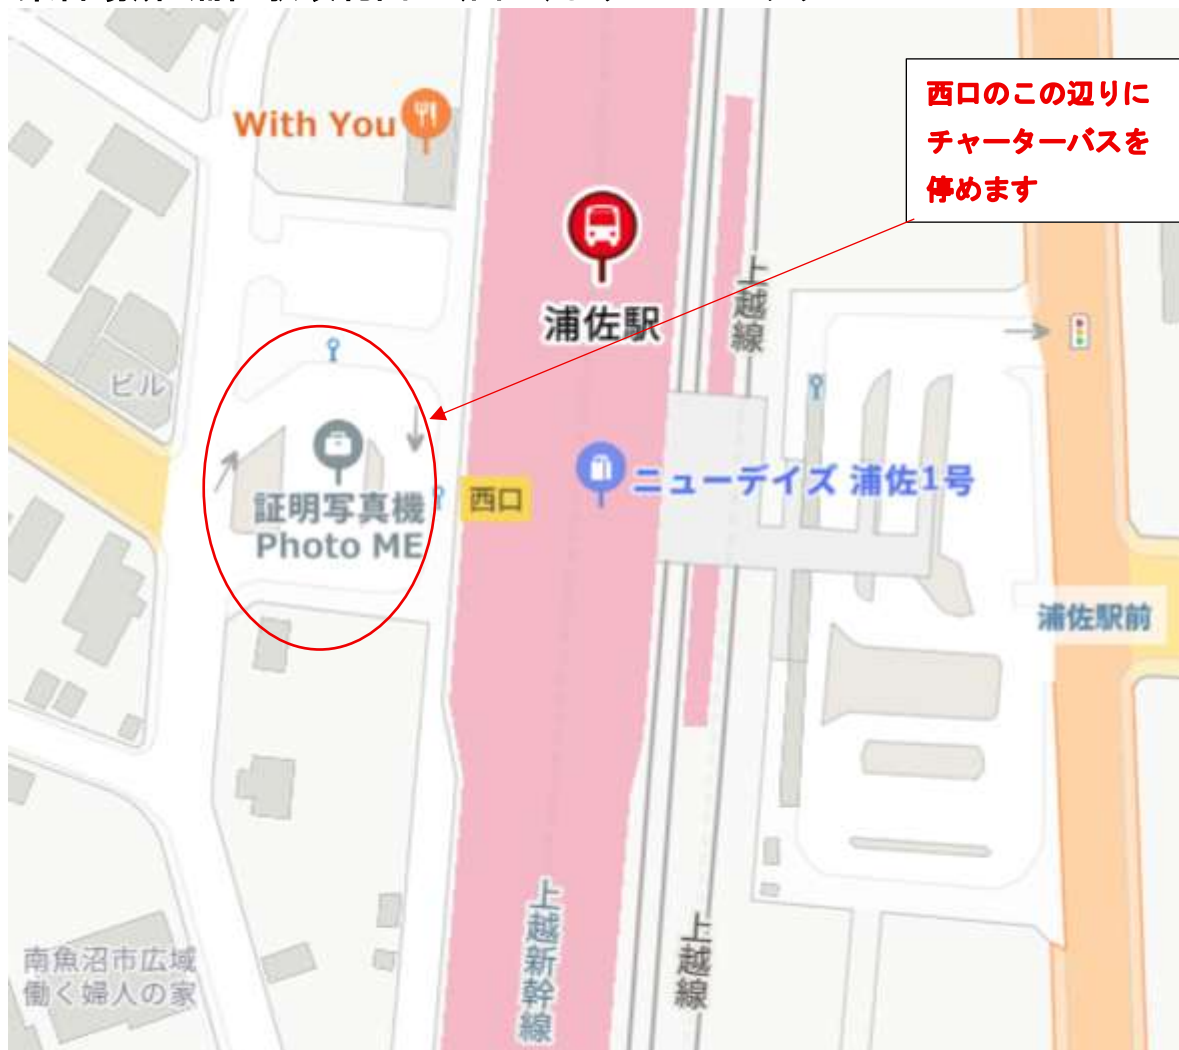 西口のこの辺りに
チャーターバスを
停めます
With You
浦佐駅
上越線
ビル
ニューデイズ 浦佐1号
西口
証明写真機
Photo ME
浦佐駅前
上越新幹線
上越線
南魚沼市広域
働く婦人の家